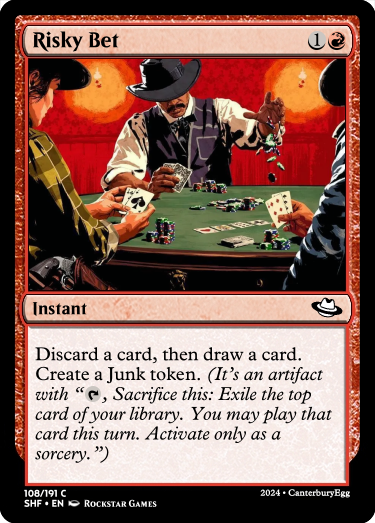 Risky Bet 1
Instant
Discard a card, then draw a card.
Create a Junk token. (It's an artifact
with “, Sacrifice this: Exile the top
card of your library. You may play that
card this turn. Activate only as a
sorcery.”)
108/191 C
SHF • EN Rockstar Games
2024 • CanterburyEgg